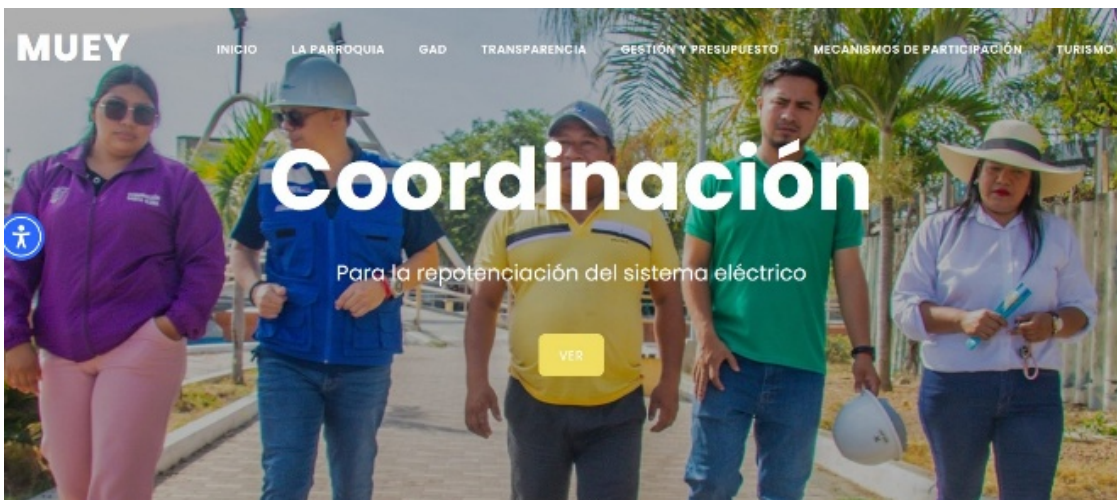 MUEY
INICIO LA PARROQUIA GAD TRANSPARENCIA GESTIÓN Y PRESUPUESTO MECANISMOS DE PARTICIPACIÓN TURISMO
Coordinación
Para la repotenciación del sistema eléctrico
VER